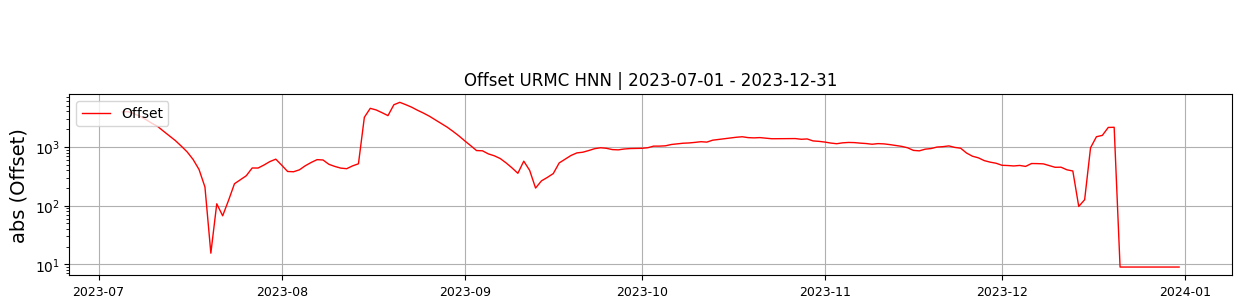 Offset URMC HNN | 2023-07-01 - 2023-12-31
Offset
abs (Offset)
10³
10²
10¹
2023-07 2023-08 2023-09 2023-10 2023-11 2023-12 2024-01